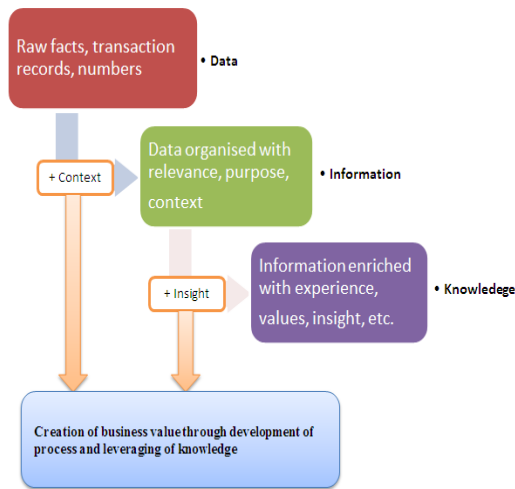 Raw facts, transaction
records, numbers
• Data
+ Context
Data organised with
relevance, purpose,
context
• Information
+ Insight
Information enriched
with experience,
values, insight, etc.
• Knowledege
Creation of business value through development of
process and leveraging of knowledge